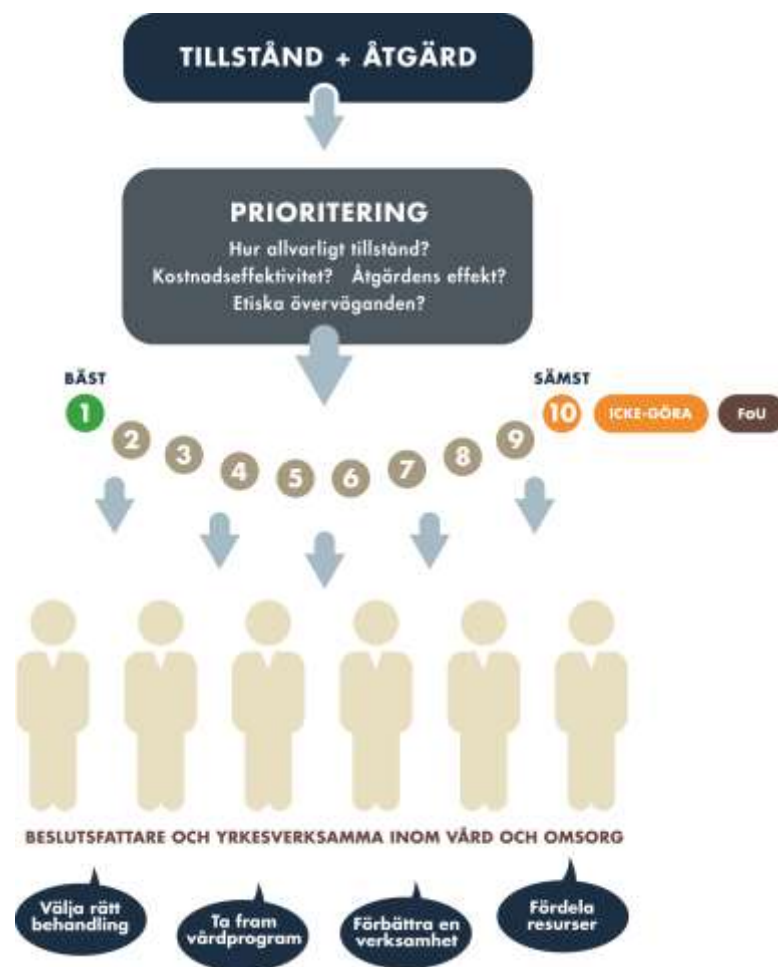 TILLSTÅND + ÅTGÄRD
PRIORITERING
Hur allvarligt tillstånd?
Kostnadseffektivitet? Åtgärdens effekt?
Etiska överväganden?
BÄST
SÄMST
1
2
3
4
5
6
7
8
9
10
ICKE-GÖRA
FoU
BESLUTSFATTARE OCH YRKESVERKSAMMA INOM VÅRD OCH OMSORG
Välja rätt
behandling
Ta fram
vårdprogram
Förbättra en
verksamhet
Fördela
resurser